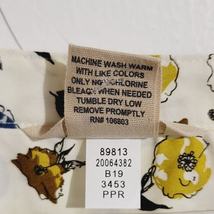 MACHINE WASH WARM
WITH LIKE COLORS
ONLY NON-CHLORINE
BLEACH WHEN NEEDED
TUMBLE DRY LOW
REMOVE PROMPTLY
RN# 106803
89813
20064382
B19
3453
PPR